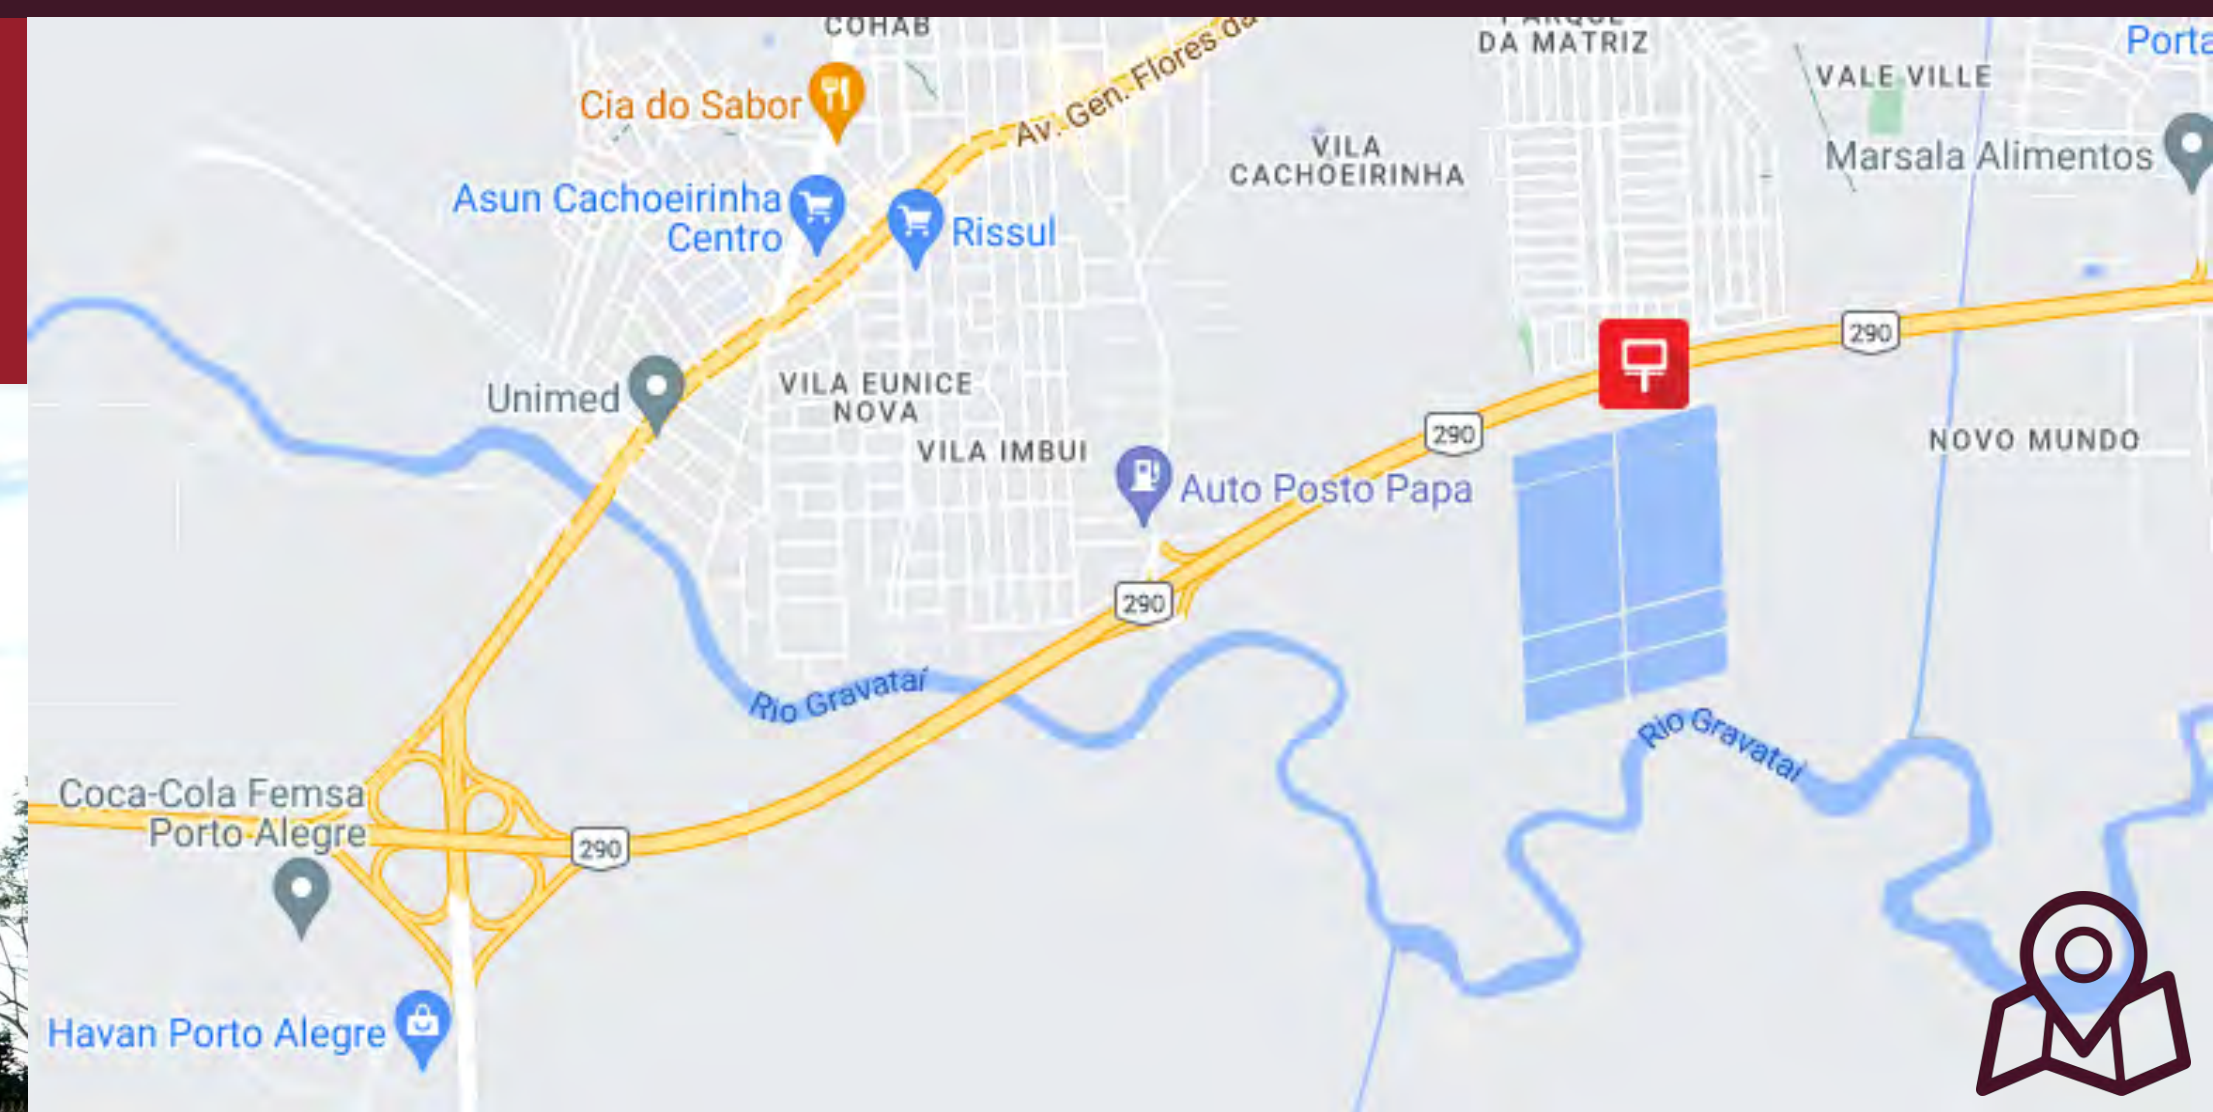 COHAB
Av. Gen. Flores da
PARQUE
DA MATRIZ
Porta
VALE VILLE
Cia do Sabor
VILA
CACHOEIRINHA
Marsala Alimentos
Asun Cachoeirinha
Centro
Rissul
290
Unimed
VILA EUNICE
NOVA
VILA IMBUI
290
NOVO MUNDO
Auto Posto Papa
290
Rio Gravataí
Rio Gravataí
Coca-Cola Femsa
Porto Alegre
290
Havan Porto Alegre